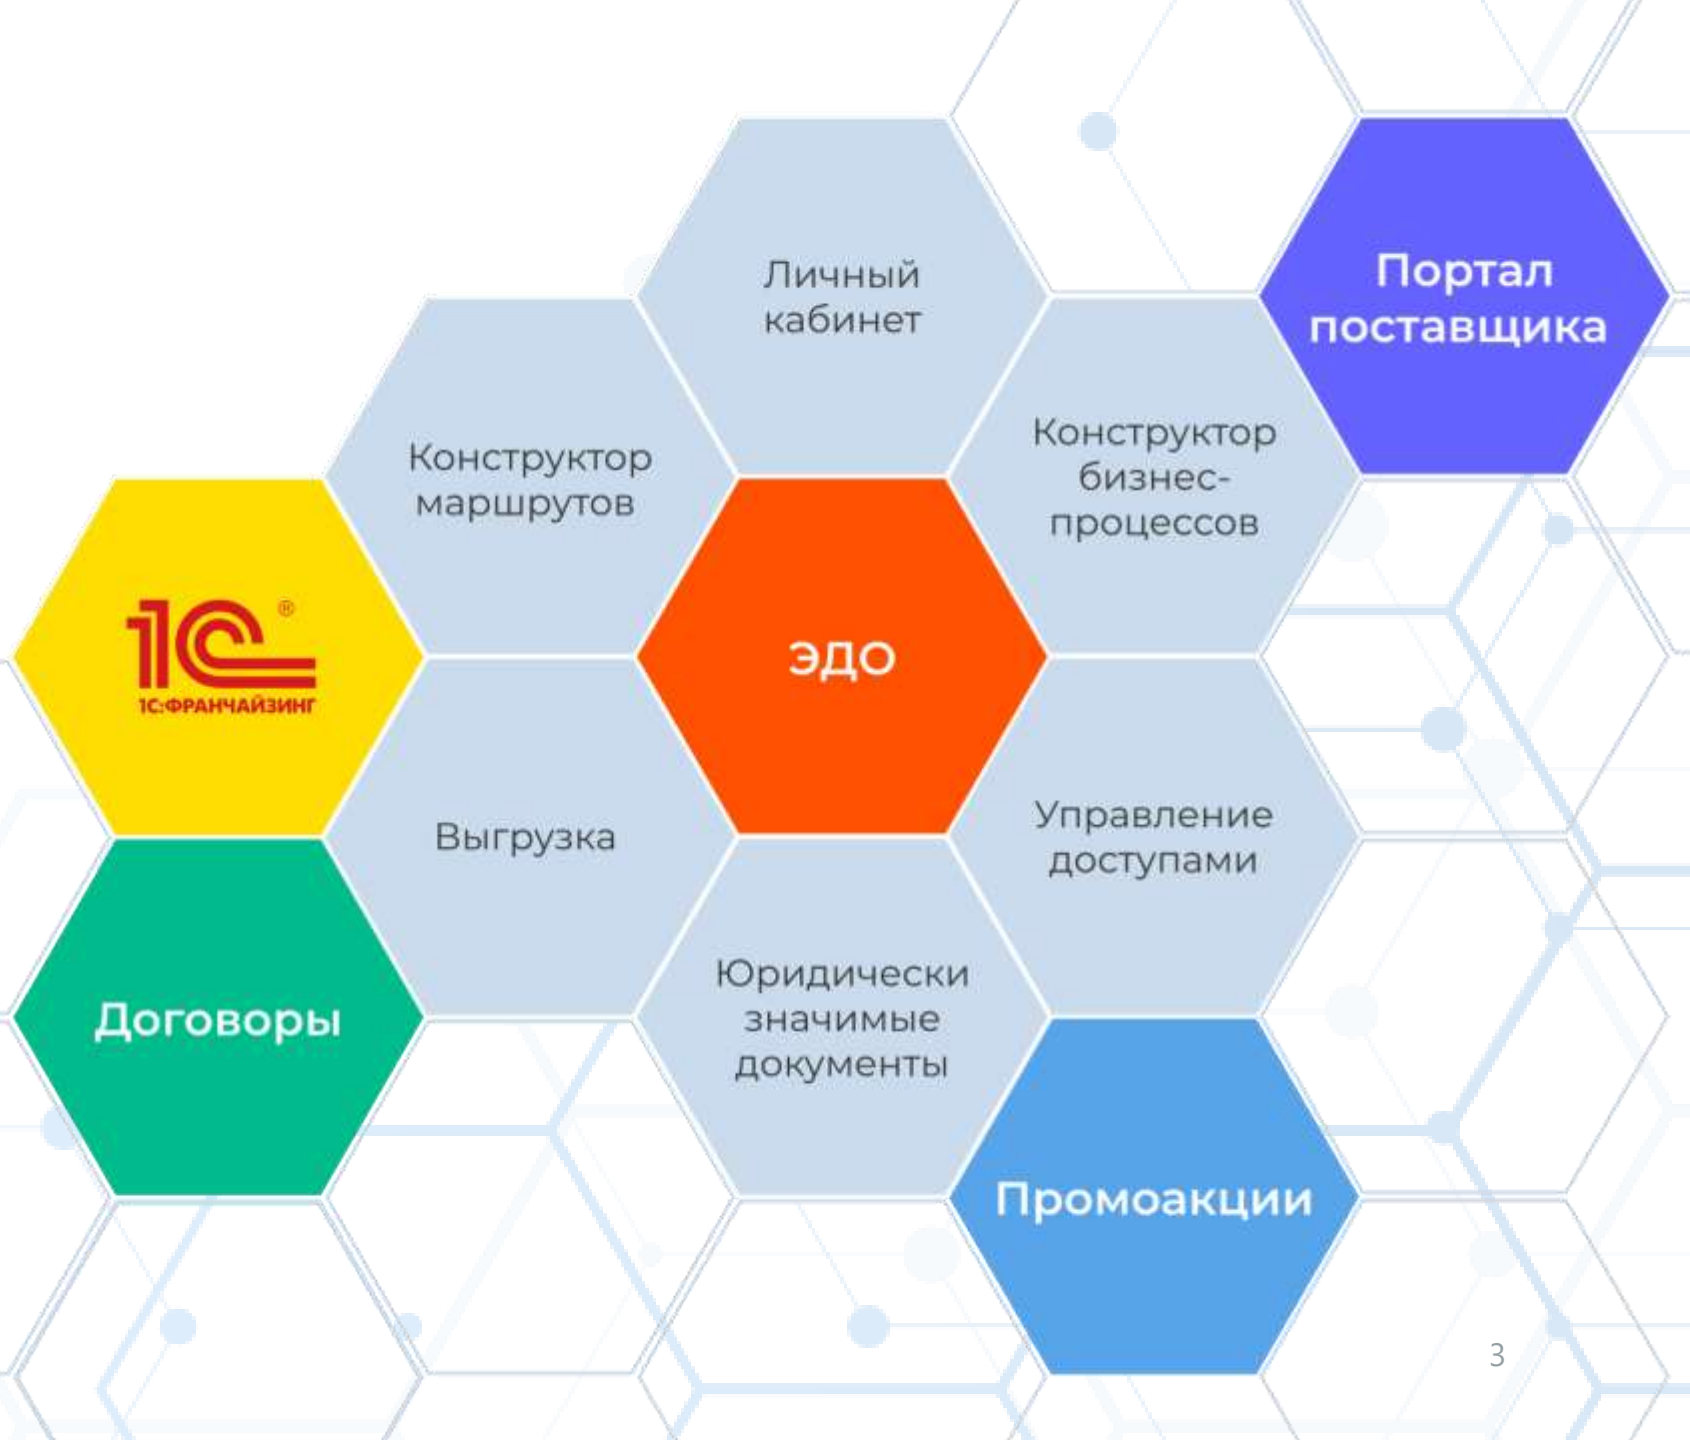 Личный
кабинет
Портал
поставщика
Конструктор
маршрутов
Конструктор
бизнес-
процессов
1С®
1С:ФРАНЧАЙЗИНГ
ЭДО
Выгрузка
Управление
доступами
Договоры
Юридически
значимые
документы
Промоакции
3